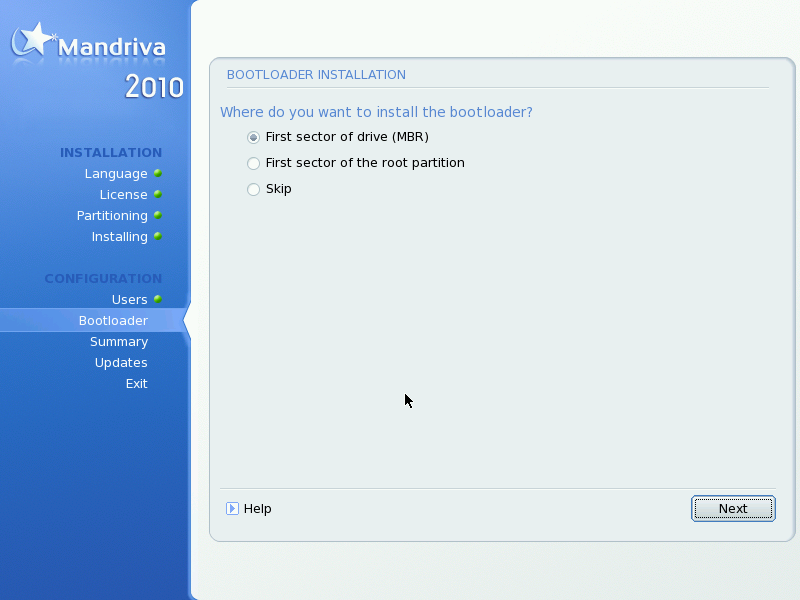 Mandriva
2010
INSTALLATION
Language
License
Partitioning
Installing
CONFIGURATION
Users
Bootloader
Summary
Updates
Exit
BOOTLOADER INSTALLATION
Where do you want to install the bootloader?
First sector of drive (MBR)
First sector of the root partition
Skip
Help
Next